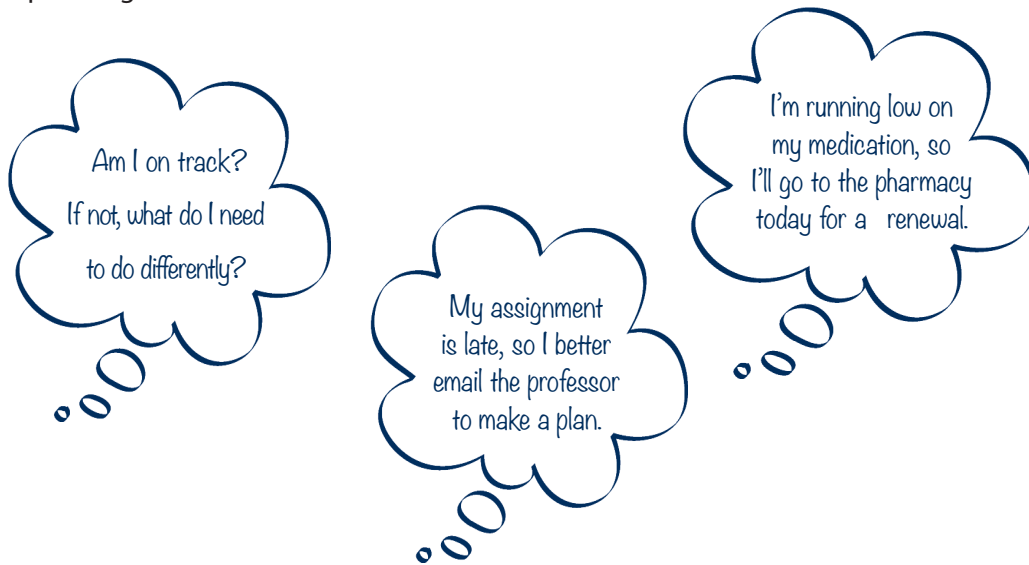 Am I on track?
If not, what do I need
to do differently?
My assignment
is late, so I better
email the professor
to make a plan.
I'm running low on
my medication, so
I'll go to the pharmacy
today for a renewal.